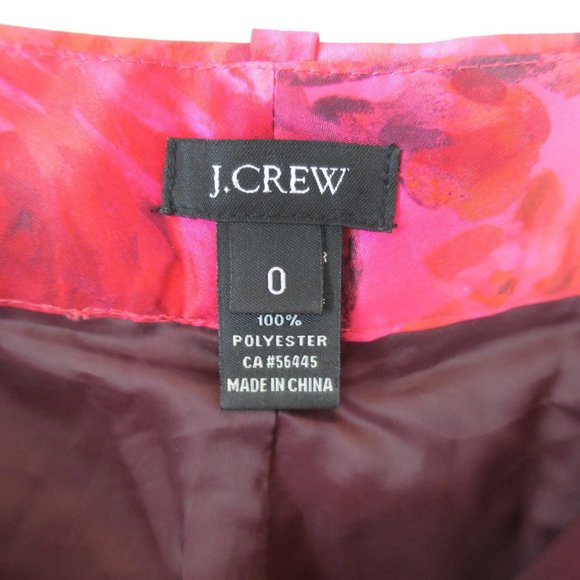 J.CREW
0
100%
POLYESTER
CA #56445
MADE IN CHINA